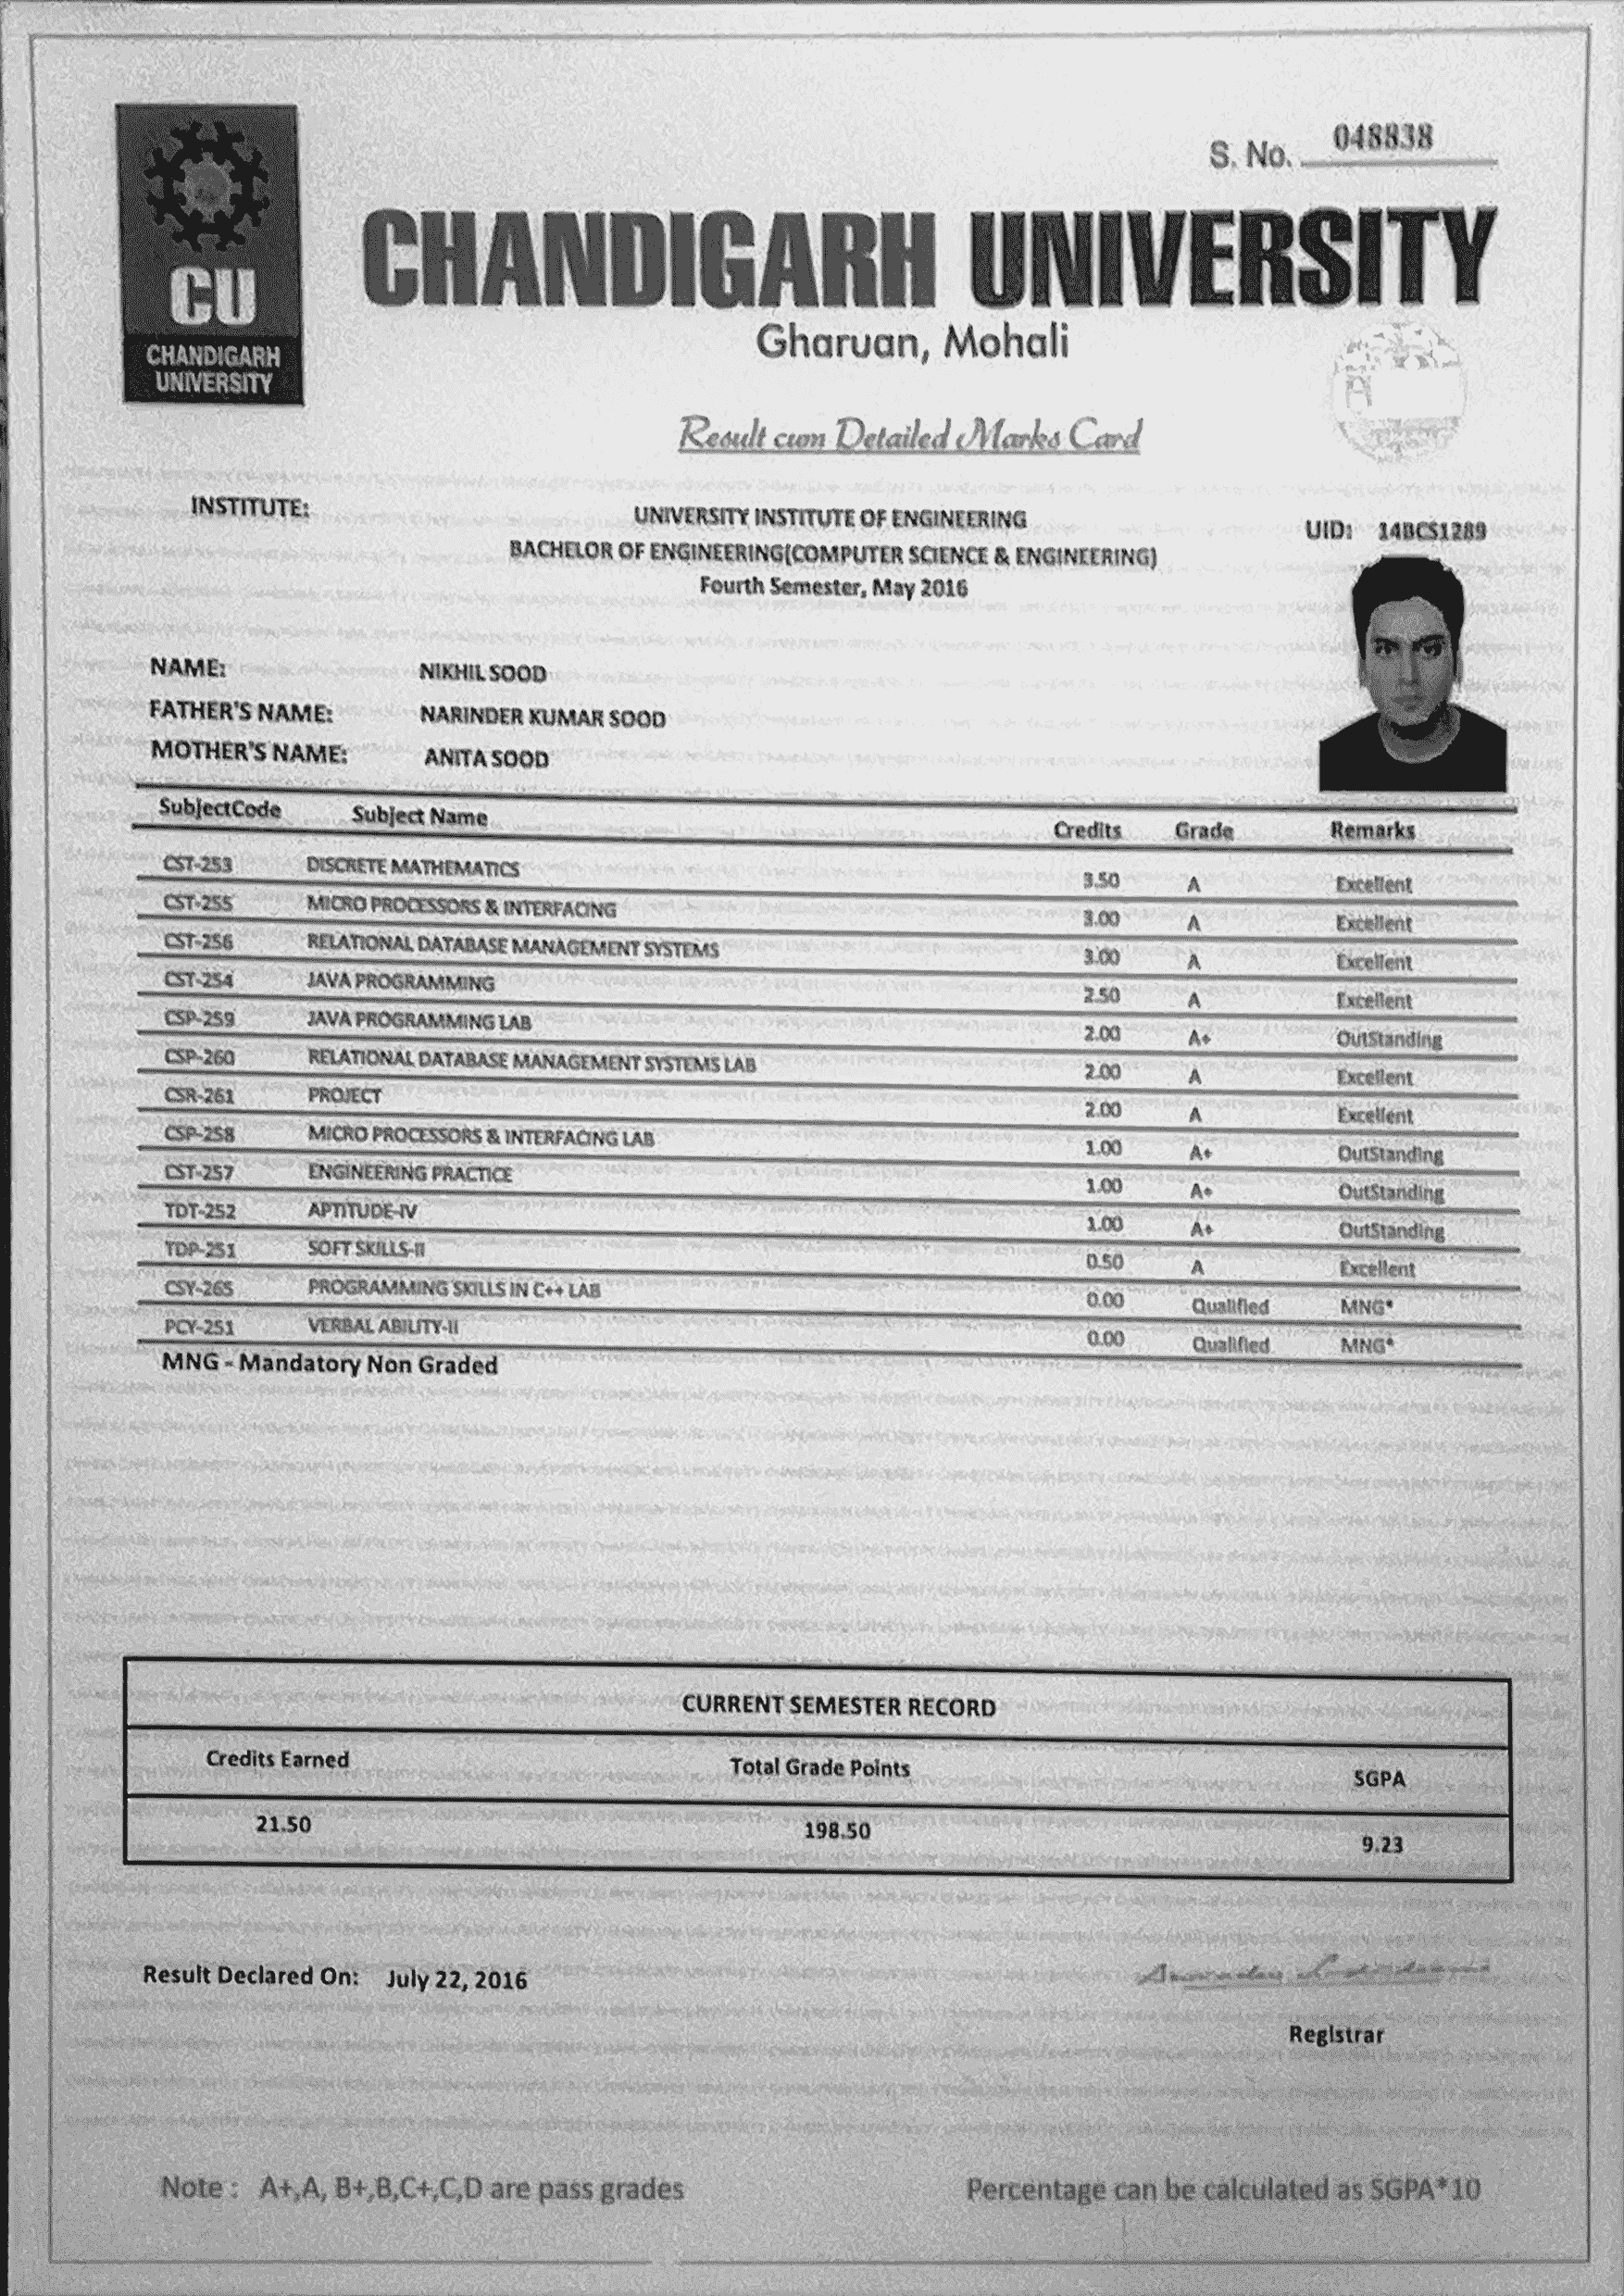 S. No. 048838
CU
CHANDIGARH
UNIVERSITY
CHANDIGARH UNIVERSITY
Gharuan, Mohali
Result cum Detailed Marks Card
INSTITUTE: UNIVERSITY INSTITUTE OF ENGINEERING UID: 14BCS1289
BACHELOR OF ENGINEERING(COMPUTER SCIENCE & ENGINEERING)
Fourth Semester, May 2016
NAME: NIKHIL SOOD
FATHER'S NAME: NARINDER KUMAR SOOD
MOTHER'S NAME: ANITA SOOD
SubjectCode Subject Name Credits Grade Remarks
CST-253 DISCRETE MATHEMATICS 3.50 A Excellent
CST-255 MICRO PROCESSORS & INTERFACING 3.00 A Excellent
CST-256 RELATIONAL DATABASE MANAGEMENT SYSTEMS 3.00 A Excellent
CST-254 JAVA PROGRAMMING 2.50 A Excellent
CSP-259 JAVA PROGRAMMING LAB 2.00 A+ OutStanding
CSP-260 RELATIONAL DATABASE MANAGEMENT SYSTEMS LAB 2.00 A Excellent
CSR-261 PROJECT 2.00 A Excellent
CSP-258 MICRO PROCESSORS & INTERFACING LAB 1.00 A+ OutStanding
CST-257 ENGINEERING PRACTICE 1.00 A+ OutStanding
TDT-252 APTITUDE-IV 1.00 A+ OutStanding
TDP-251 SOFT SKILLS-II 0.50 A Excellent
CSY-265 PROGRAMMING SKILLS IN C++ LAB 0.00 Qualified MNG*
PCY-251 VERBAL ABILITY-II 0.00 Qualified MNG*
MNG - Mandatory Non Graded
CURRENT SEMESTER RECORD
Credits Earned Total Grade Points SGPA
21.50 198.50 9.23
Result Declared On: July 22, 2016
Registrar
Note : A+,A, B+,B,C+,C,D are pass grades Percentage can be calculated as SGPA*10